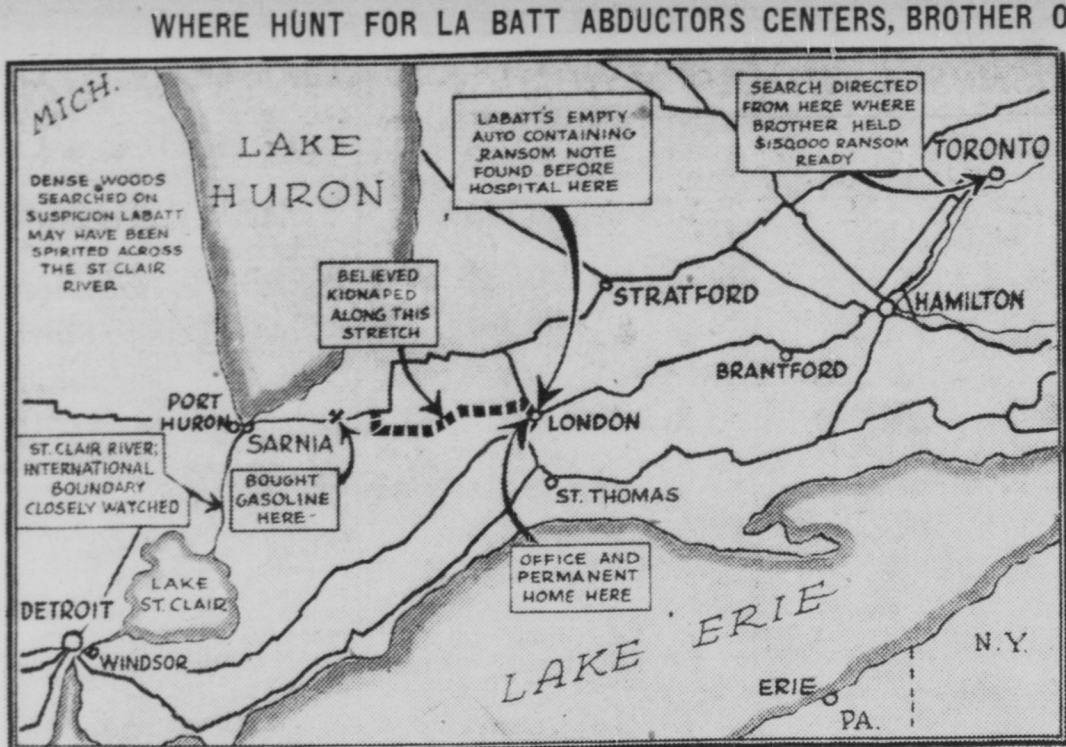 WHERE HUNT FOR LA BATT ABDUCTORS CENTERS, BROTHER O
MICH.
LAKE
HURON
DENSE WOODS
SEARCHED ON
SUSPICION LABATT
MAY HAVE BEEN
SPIRITED ACROSS
THE ST CLAIR
RIVER
LABATT'S EMPTY
AUTO CONTAINING
RANSOM NOTE
FOUND BEFORE
HOSPITAL HERE
SEARCH DIRECTED
FROM HERE WHERE
BROTHER HELD
$150,000 RANSOM
READY
TORONTO
BELIEVED
KIDNAPED
ALONG THIS
STRETCH
STRATFORD
HAMILTON
BRANTFORD
PORT
HURON
SARNIA
LONDON
ST. CLAIR RIVER;
INTERNATIONAL
BOUNDARY
CLOSELY WATCHED
BOUGHT
GASOLINE
HERE
ST. THOMAS
OFFICE AND
PERMANENT
HOME HERE
LAKE
ST. CLAIR
DETROIT
WINDSOR
LAKE ERIE
N.Y.
ERIE
PA.